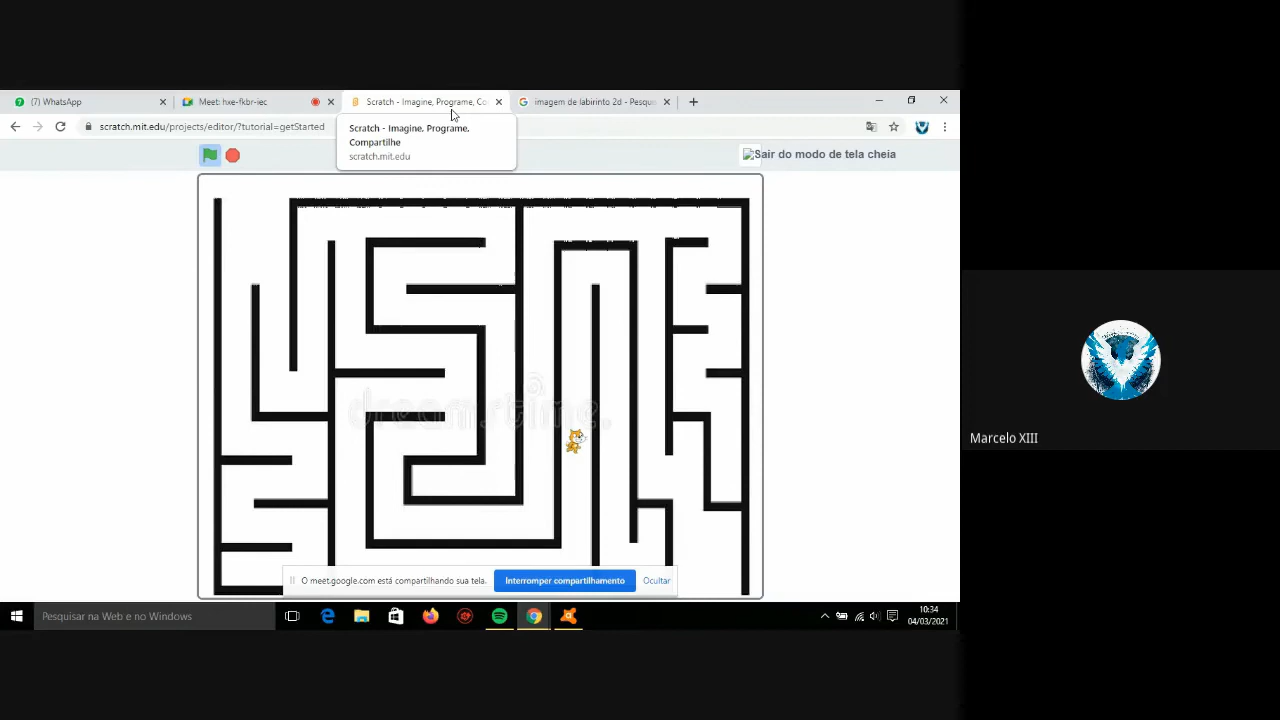 (7) WhatsApp
Meet: hxe-fkbr-iec
Scratch - Imagine, Programe, Co
imagem de labirinto 2d - Pesqu
scratch.mit.edu/projects/editor/?tutorial=getStarted
Scratch - Imagine, Programe,
Compartilhe
scratch.mit.edu
Sair do modo de tela cheia
dreamstime.
Marcelo XIII
O meet.google.com está compartilhando sua tela.
Interromper compartilhamento
Ocultar
Pesquisar na Web e no Windows
10:34
04/03/2021